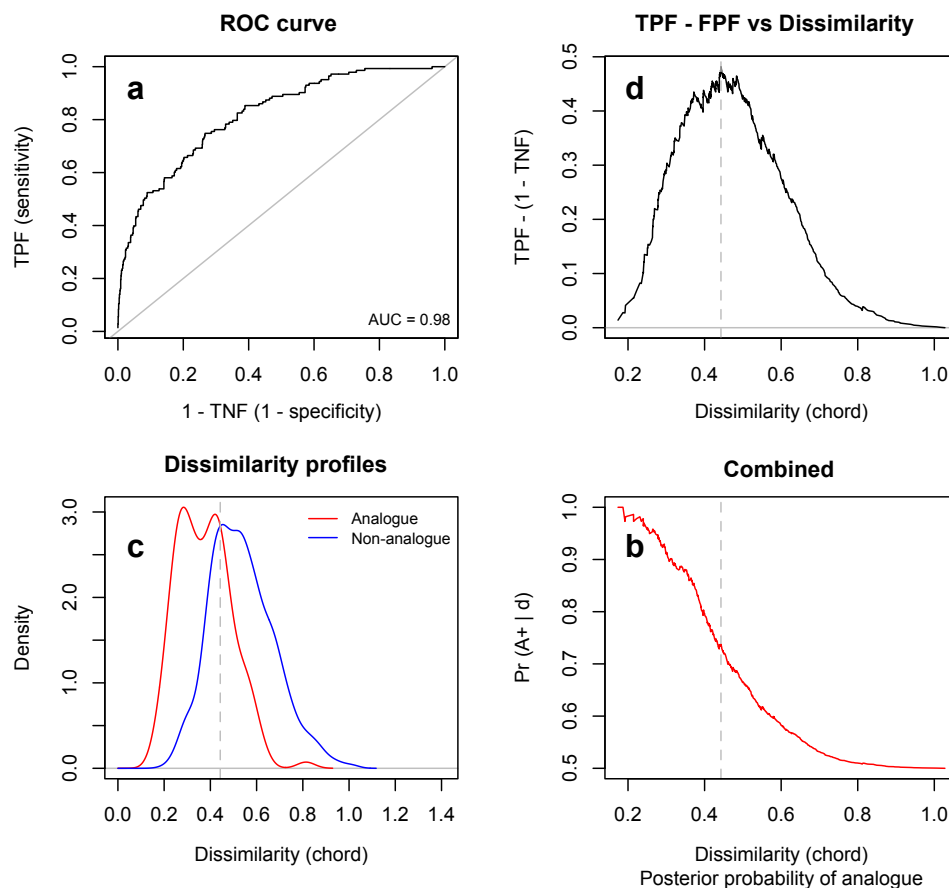 ROC curve
a
TPF (sensitivity)
0.0 0.2 0.4 0.6 0.8 1.0
AUC = 0.98
0.0 0.2 0.4 0.6 0.8 1.0
1 - TNF (1 - specificity)
TPF - FPF vs Dissimilarity
d
TPF - (1 - TNF)
0.0 0.1 0.2 0.3 0.4 0.5
0.2 0.4 0.6 0.8 1.0
Dissimilarity (chord)
Dissimilarity profiles
c
Analogue
Non-analogue
Density
0.0 1.0 2.0 3.0
0.0 0.2 0.4 0.6 0.8 1.0 1.2 1.4
Dissimilarity (chord)
Combined
b
Pr (A+ | d)
0.5 0.6 0.7 0.8 0.9 1.0
0.2 0.4 0.6 0.8 1.0
Dissimilarity (chord)
Posterior probability of analogue